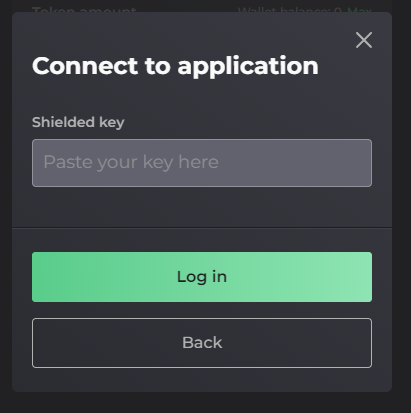 Token amount
Wallet balance: 0 Max
Connect to application
Shielded key
Paste your key here
Log in
Back